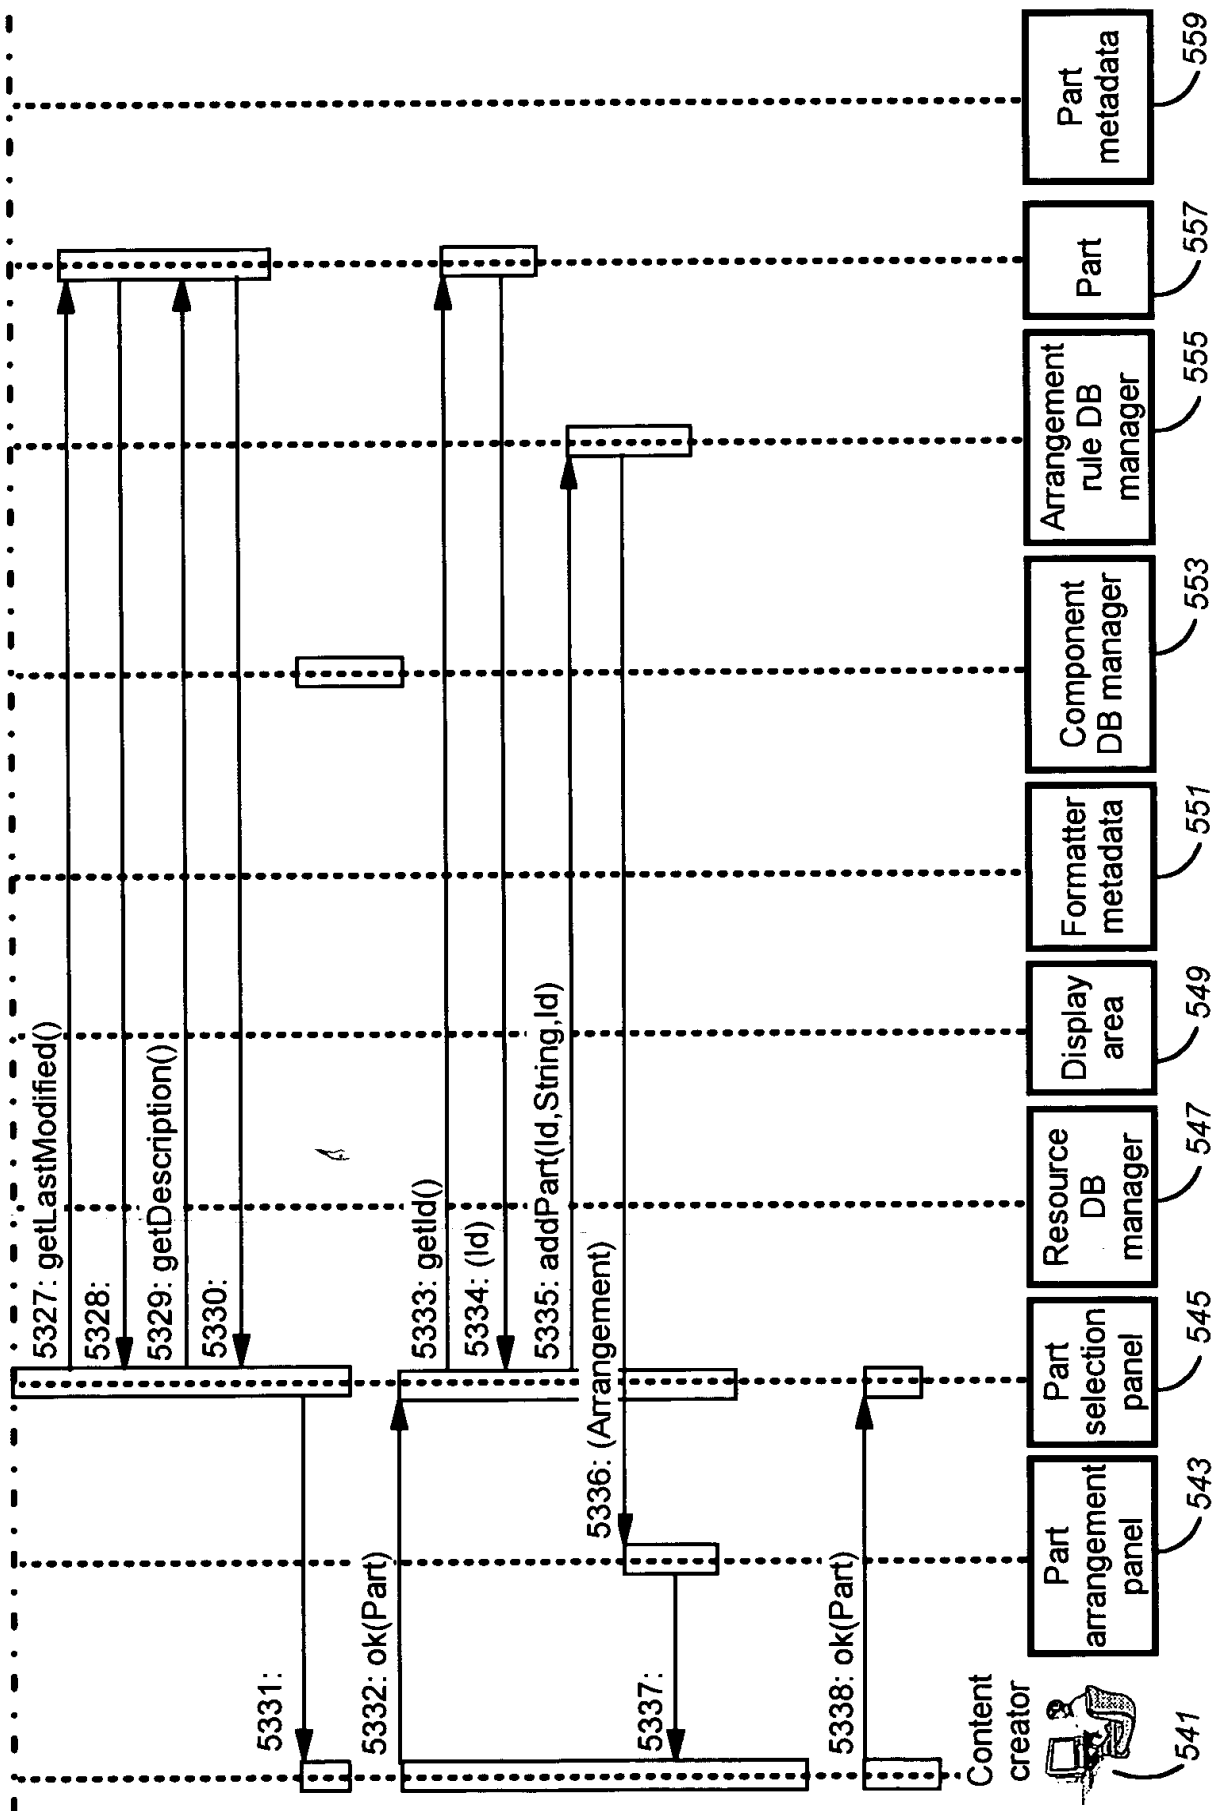 5327: getLastModified()
5328:
5329: getDescription()
5330:
5331:
5332: ok(Part)
5333: getId()
5334: (Id)
5335: addPart(Id,String,Id)
5336: (Arrangement)
5337:
5338: ok(Part)
Content
creator
541
Part
arrangement
panel
543
Part
selection
panel
545
Resource
DB
manager
547
Display
area
549
Formatter
metadata
551
Component
DB manager
553
Arrangement
rule DB
manager
555
Part
557
Part
metadata
559